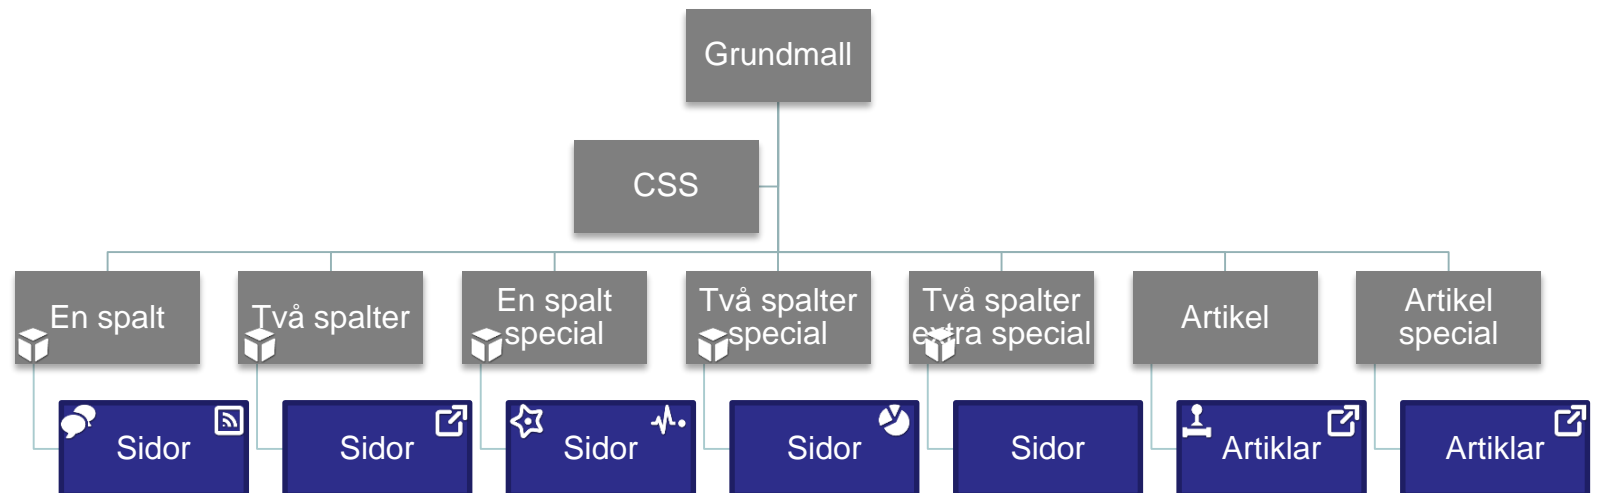 Grundmall
CSS
En spalt
Två spalter
En spalt
special
Två spalter
special
Två spalter
extra special
Artikel
Artikel
special
Sidor
Sidor
Sidor
Sidor
Sidor
Artiklar
Artiklar